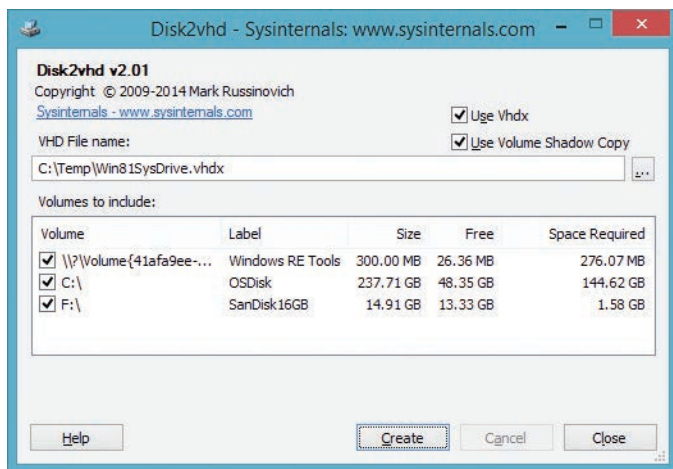 Disk2vhd - Sysinternals: www.sysinternals.com
Disk2vhd v2.01
Copyright © 2009-2014 Mark Russinovich
Sysinternals - www.sysinternals.com
Use Vhdx
VHD File name:
Use Volume Shadow Copy
C:\Temp\Win81SysDrive.vhdx
...
Volumes to include:
Volume Label Size Free Space Required
\\?\Volume{41afa9ee-... Windows RE Tools 300.00 MB 26.36 MB 276.07 MB
C:\ OSDisk 237.71 GB 48.35 GB 144.62 GB
F:\ SanDisk16GB 14.91 GB 13.33 GB 1.58 GB
Help Create Cancel Close